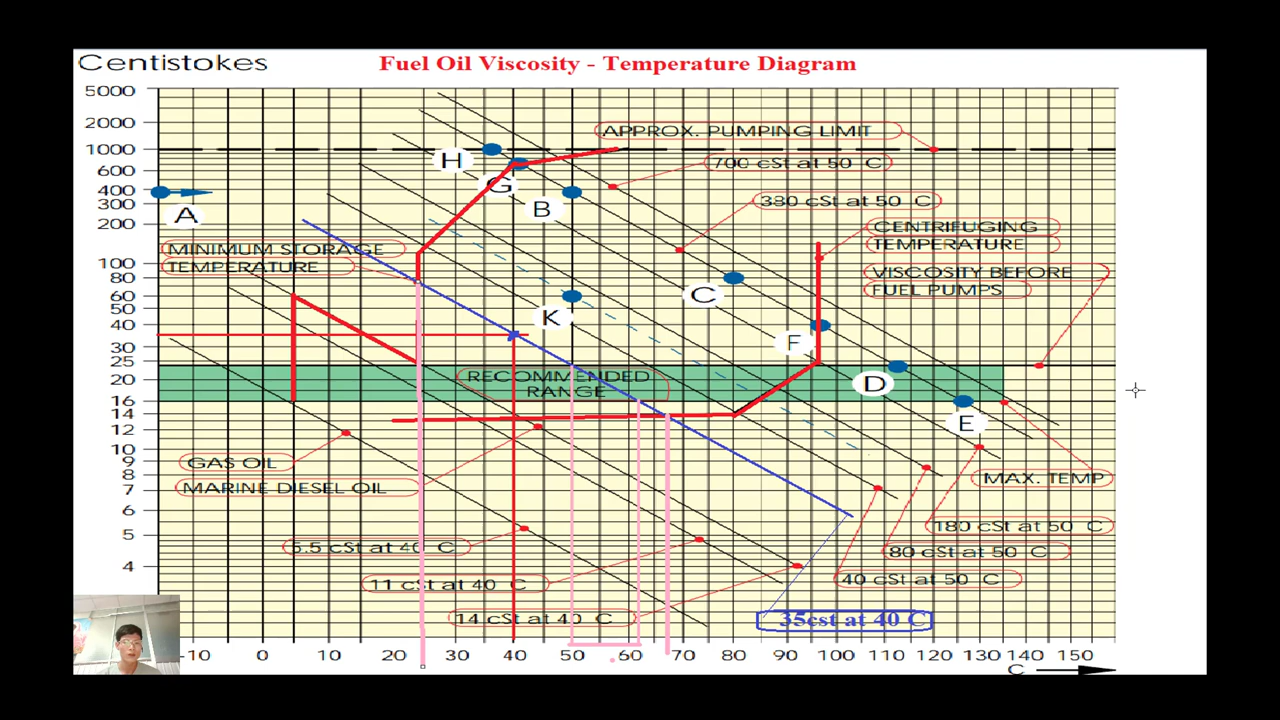 Centistokes
Fuel Oil Viscosity - Temperature Diagram
5000
2000
APPROX. PUMPING LIMIT
1000
H
700 cSt at 50 C
600
G
400
380 cSt at 50 C
300
B
A
200
CENTRIFUGING
TEMPERATURE
MINIMUM STORAGE
TEMPERATURE
100
VISCOSITY BEFORE
FUEL PUMPS
80
60
C
50
K
40
F
30
25
RECOMMENDED
RANGE
20
D
16
14
E
12
10
GAS OIL
9
MAX. TEMP
8
MARINE DIESEL OIL
7
6
180 cSt at 50 C
5
5.5 cSt at 40 C
80 cSt at 50 C
4
11 cSt at 40 C
40 cSt at 50 C
14 cSt at 40 C
35cst at 40 C
-10 0 10 20 30 40 50 60 70 80 90 100 110 120 130 140 150
C